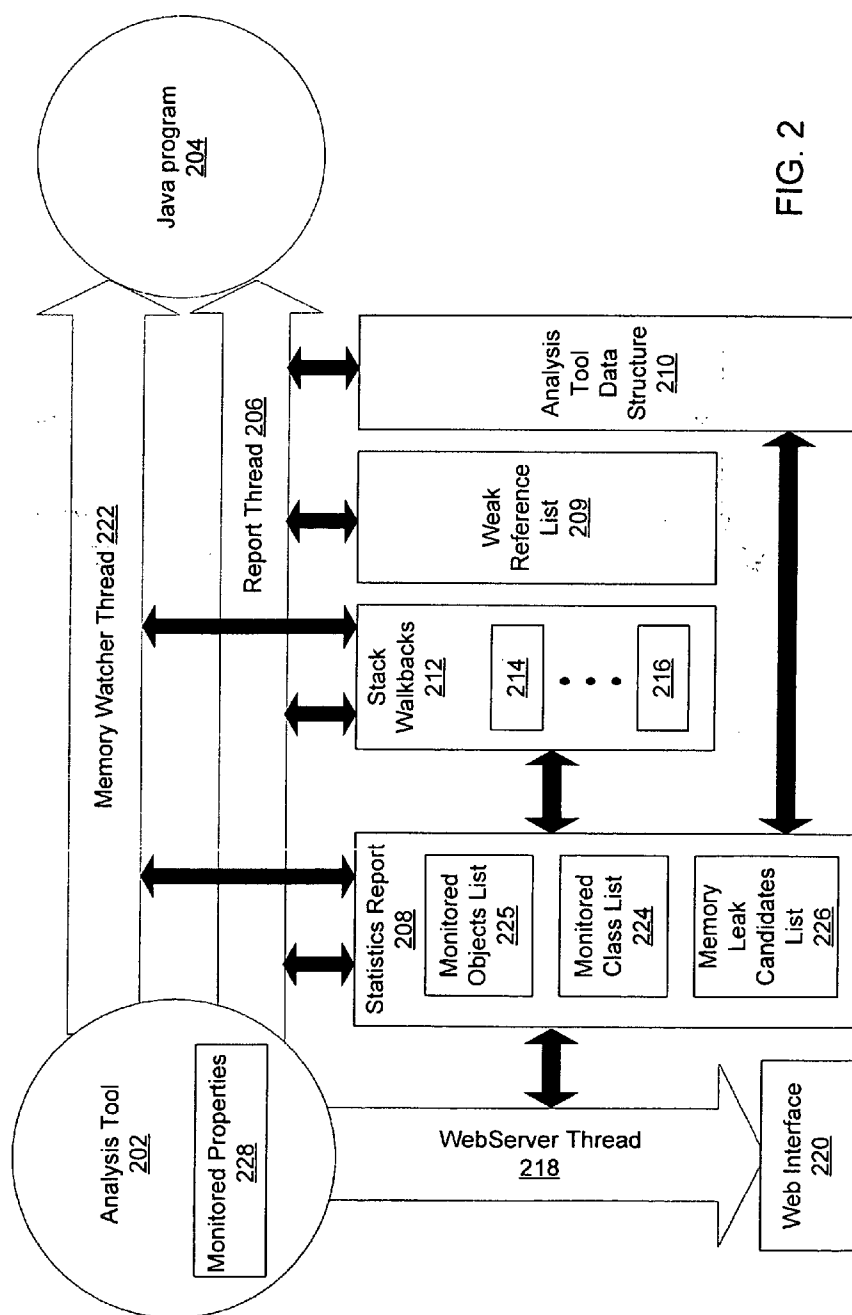 Analysis Tool
202
Monitored Properties
228
Memory Watcher Thread 222
Report Thread 206
Java program
204
WebServer Thread
218
Web Interface
220
Statistics Report
208
Monitored
Objects List
225
Monitored
Class List
224
Memory
Leak
Candidates
List
226
Stack
Walkbacks
212
214
216
Weak
Reference
List
209
Analysis
Tool
Data
Structure
210
FIG. 2